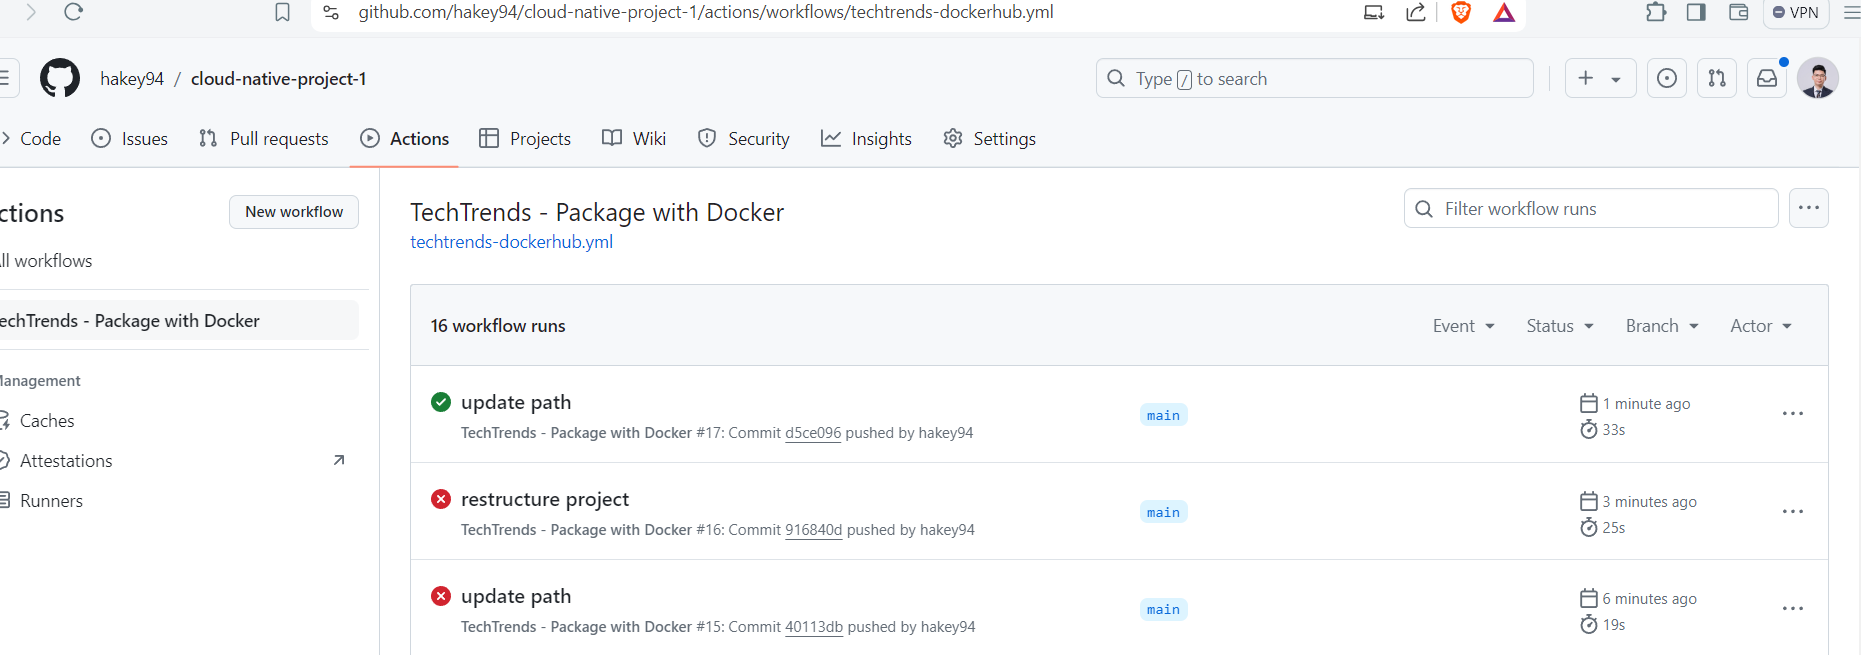 github.com/hakey94/cloud-native-project-1/actions/workflows/techtrends-dockerhub.yml
VPN
hakey94 / cloud-native-project-1
Type / to search
Code
Issues
Pull requests
Actions
Projects
Wiki
Security
Insights
Settings
ctions
New workflow
ll workflows
echTrends - Package with Docker
Management
Caches
Attestations
Runners
TechTrends - Package with Docker
techtrends-dockerhub.yml
Filter workflow runs
16 workflow runs
Event
Status
Branch
Actor
update path
TechTrends - Package with Docker #17: Commit d5ce096 pushed by hakey94
main
1 minute ago
33s
restructure project
TechTrends - Package with Docker #16: Commit 916840d pushed by hakey94
main
3 minutes ago
25s
update path
TechTrends - Package with Docker #15: Commit 40113db pushed by hakey94
main
6 minutes ago
19s